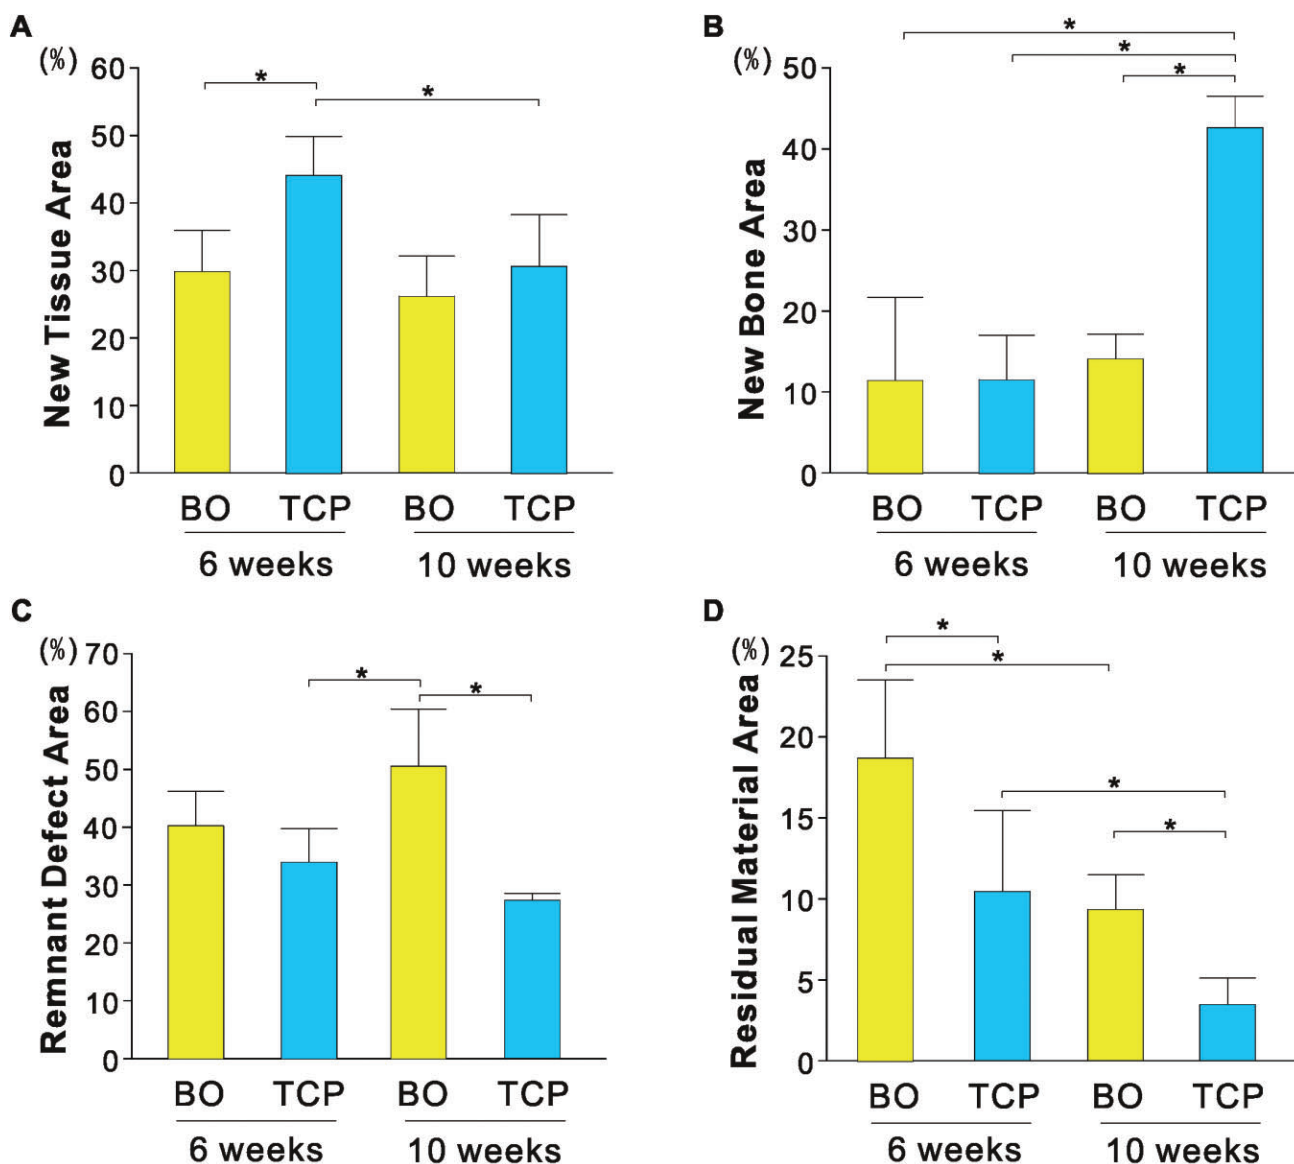 A
(%)
New Tissue Area
60
50
40
30
20
10
0
*
*
BO TCP BO TCP
6 weeks 10 weeks
B
(%)
New Bone Area
50
40
30
20
10
0
*
*
*
BO TCP BO TCP
6 weeks 10 weeks
C
(%)
Remnant Defect Area
70
60
50
40
30
20
10
0
*
*
BO TCP BO TCP
6 weeks 10 weeks
D
(%)
Residual Material Area
25
20
15
10
5
0
*
*
*
*
BO TCP BO TCP
6 weeks 10 weeks